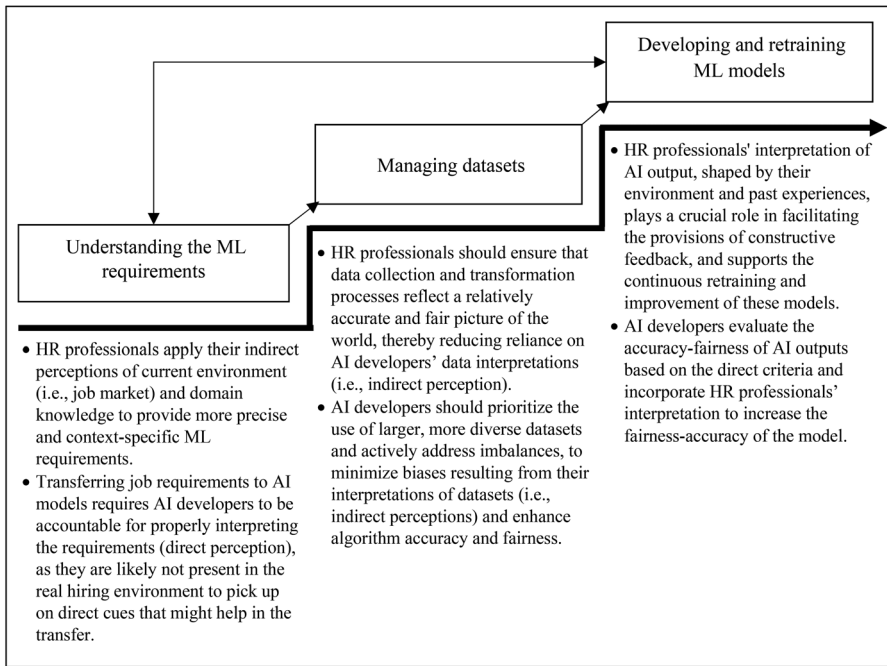 Developing and retraining
ML models
Managing datasets
Understanding the ML
requirements
• HR professionals apply their indirect
perceptions of current environment
(i.e., job market) and domain
knowledge to provide more precise
and context-specific ML
requirements.
• Transferring job requirements to AI
models requires AI developers to be
accountable for properly interpreting
the requirements (direct perception),
as they are likely not present in the
real hiring environment to pick up
on direct cues that might help in the
transfer.
• HR professionals should ensure that
data collection and transformation
processes reflect a relatively
accurate and fair picture of the
world, thereby reducing reliance on
AI developers’ data interpretations
(i.e., indirect perception).
• AI developers should prioritize the
use of larger, more diverse datasets
and actively address imbalances, to
minimize biases resulting from their
interpretations of datasets (i.e.,
indirect perceptions) and enhance
algorithm accuracy and fairness.
• HR professionals' interpretation of
AI output, shaped by their
environment and past experiences,
plays a crucial role in facilitating
the provisions of constructive
feedback, and supports the
continuous retraining and
improvement of these models.
• AI developers evaluate the
accuracy-fairness of AI outputs
based on the direct criteria and
incorporate HR professionals’
interpretation to increase the
fairness-accuracy of the model.